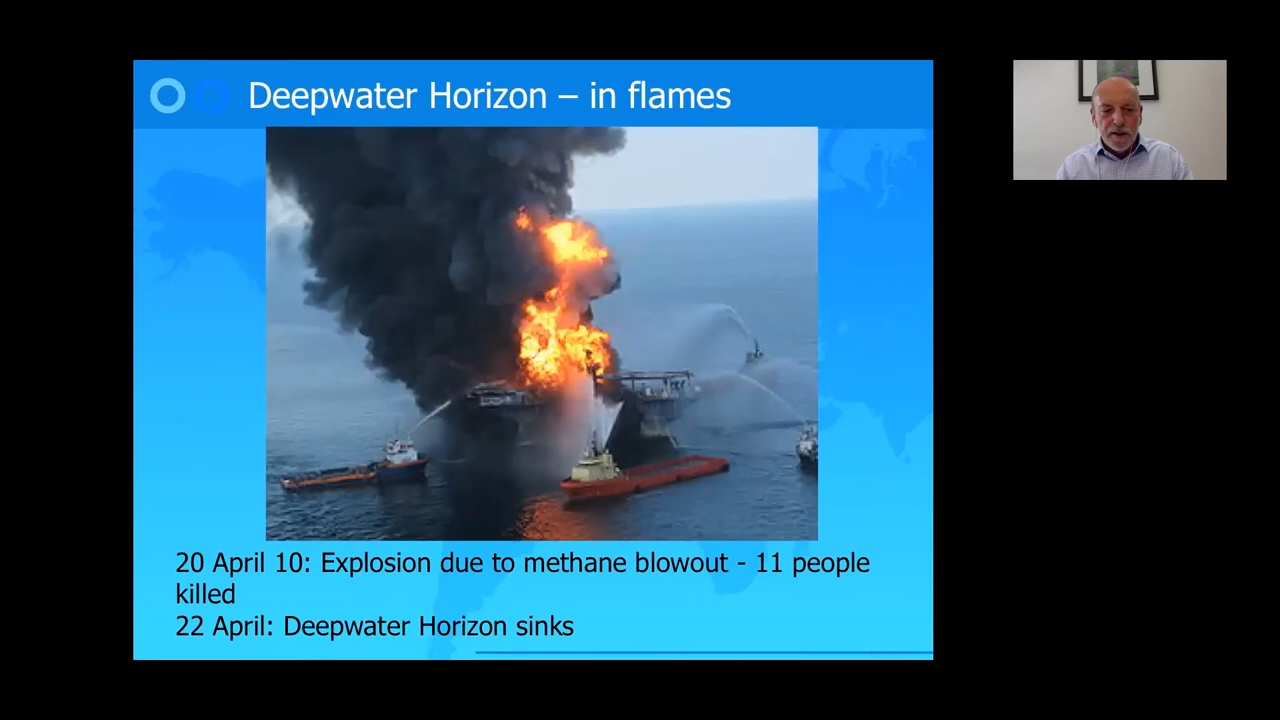 Deepwater Horizon – in flames
20 April 10: Explosion due to methane blowout - 11 people
killed
22 April: Deepwater Horizon sinks